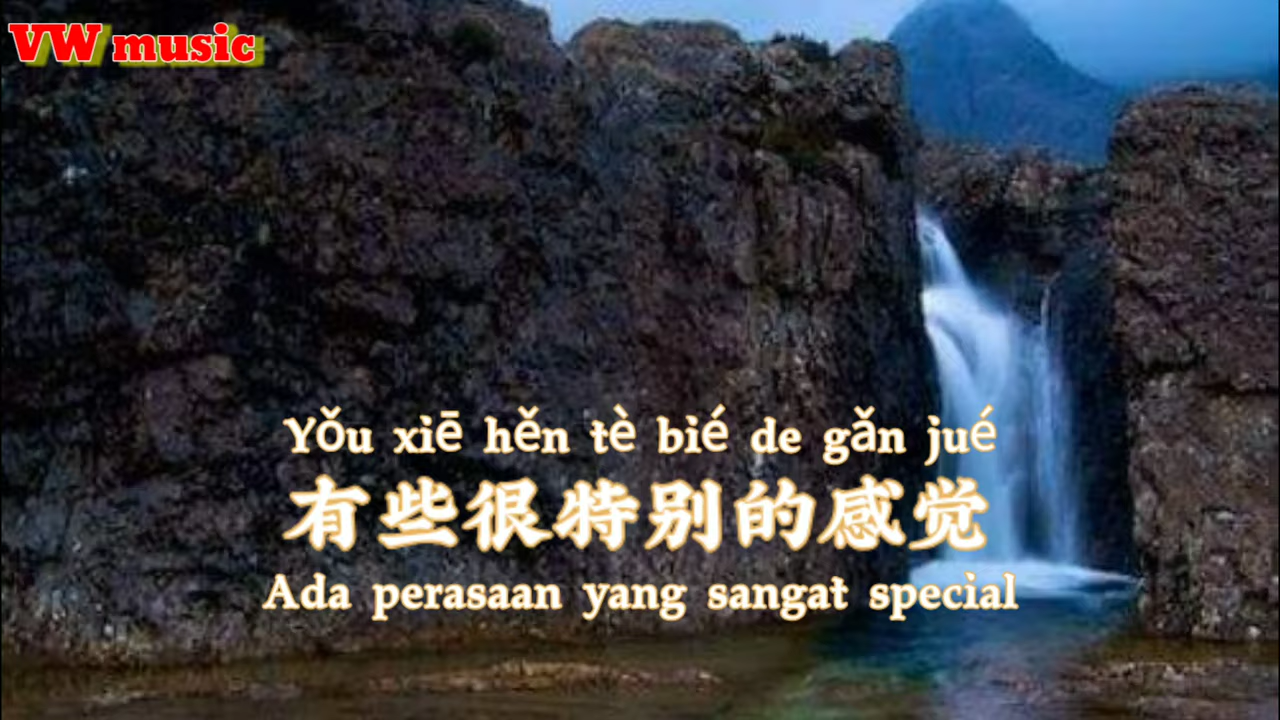 VW music
Yǒu xiē hěn tè bié de gǎn jué
有些很特别的感觉
Ada perasaan yang sangat special